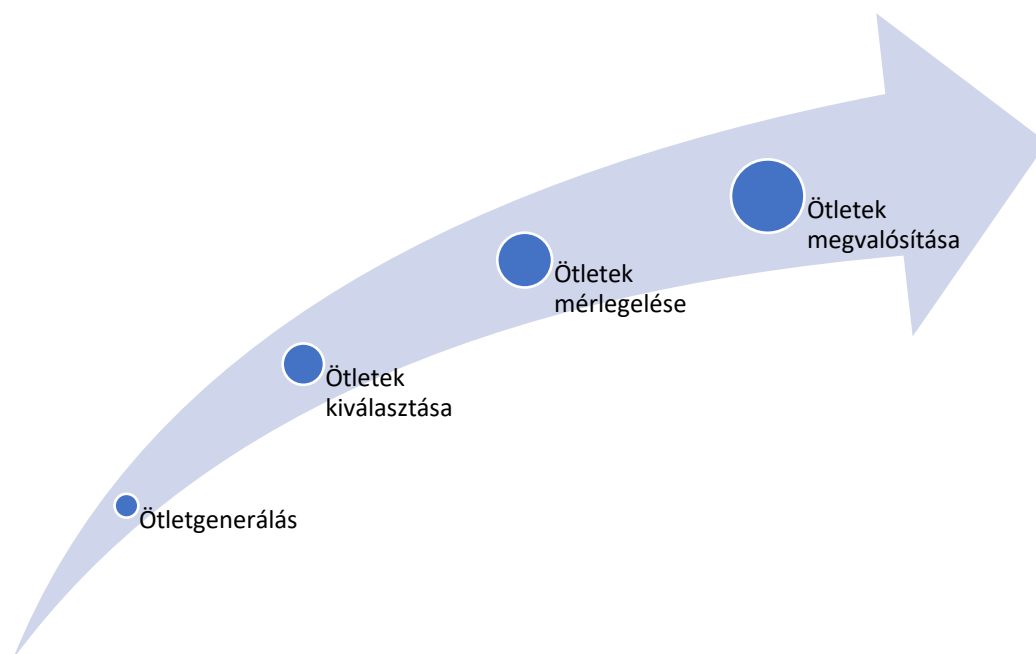 Ötletgenerálás
Ötletek
kiválasztása
Ötletek
mérlegelése
Ötletek
megvalósítása